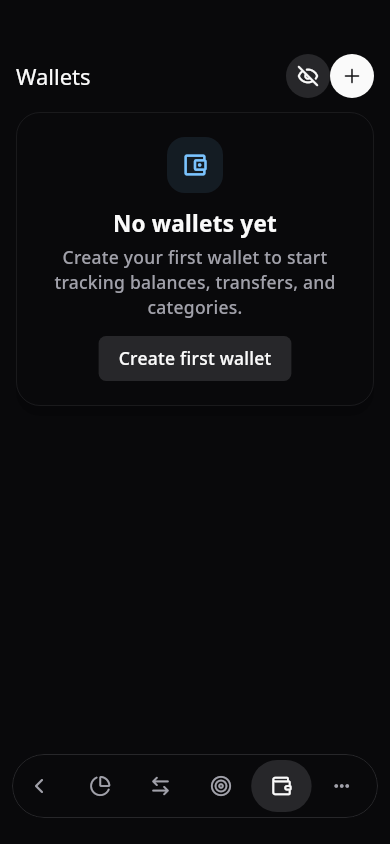 Wallets
No wallets yet
Create your first wallet to start
tracking balances, transfers, and
categories.
Create first wallet